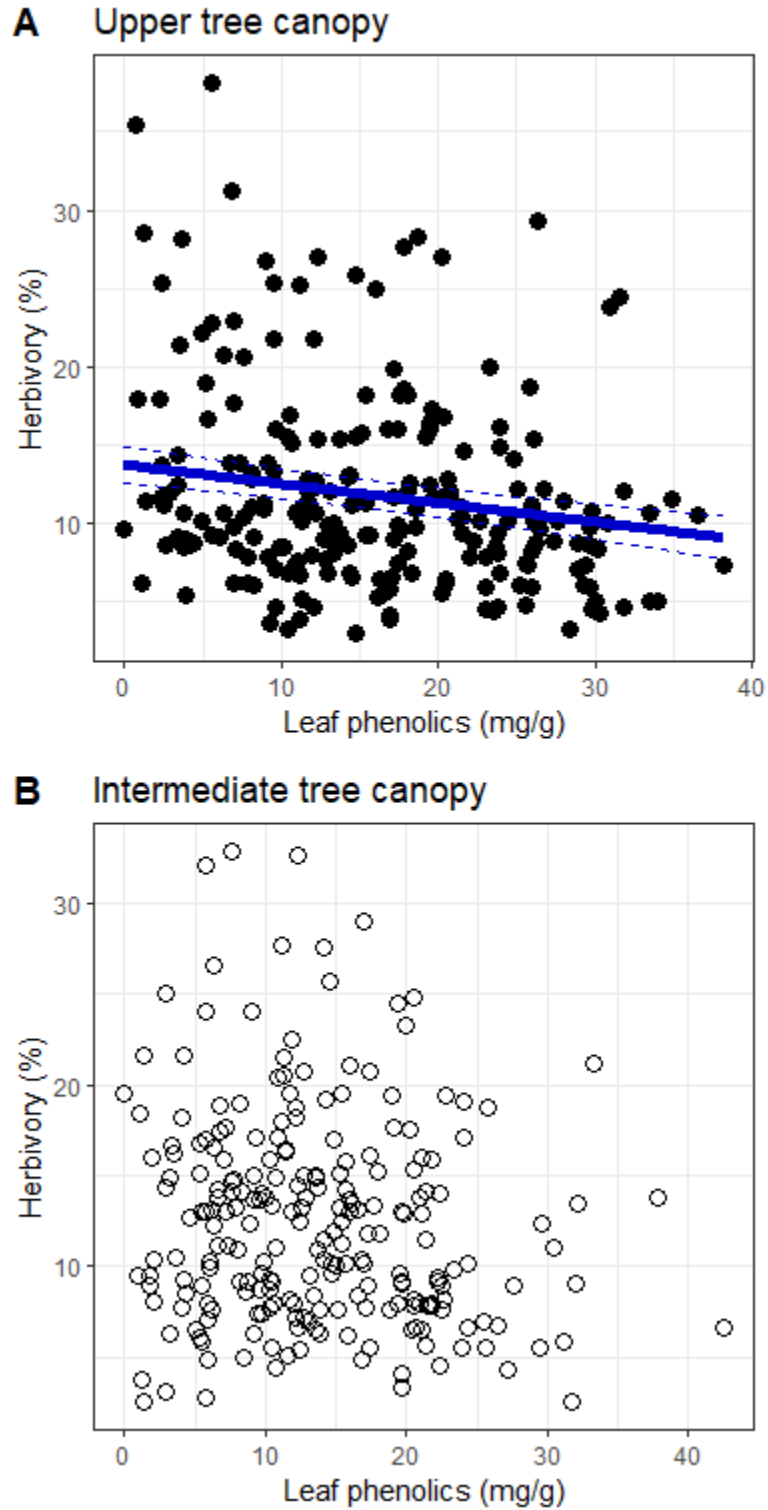 A Upper tree canopy
30
20
10
Herbivory (%)
0 10 20 30 40
Leaf phenolics (mg/g)
B Intermediate tree canopy
30
20
10
Herbivory (%)
0 10 20 30 40
Leaf phenolics (mg/g)